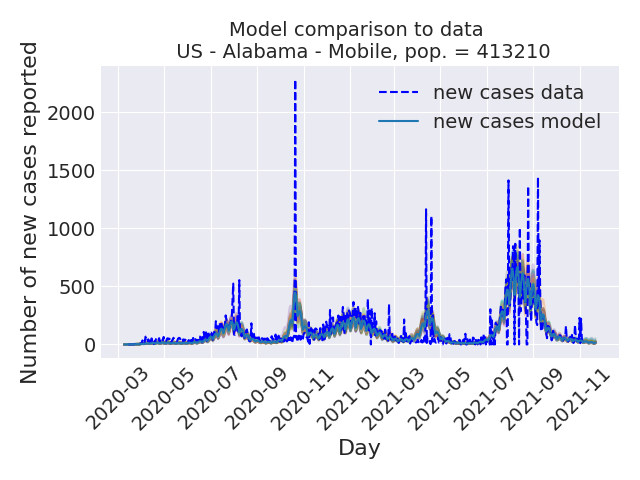 Model comparison to data
US - Alabama - Mobile, pop. = 413210
Number of new cases reported
2000
1500
1000
500
0
new cases data
new cases model
2020-03
2020-05
2020-07
2020-09
2020-11
2021-01
2021-03
2021-05
2021-07
2021-09
2021-11
Day